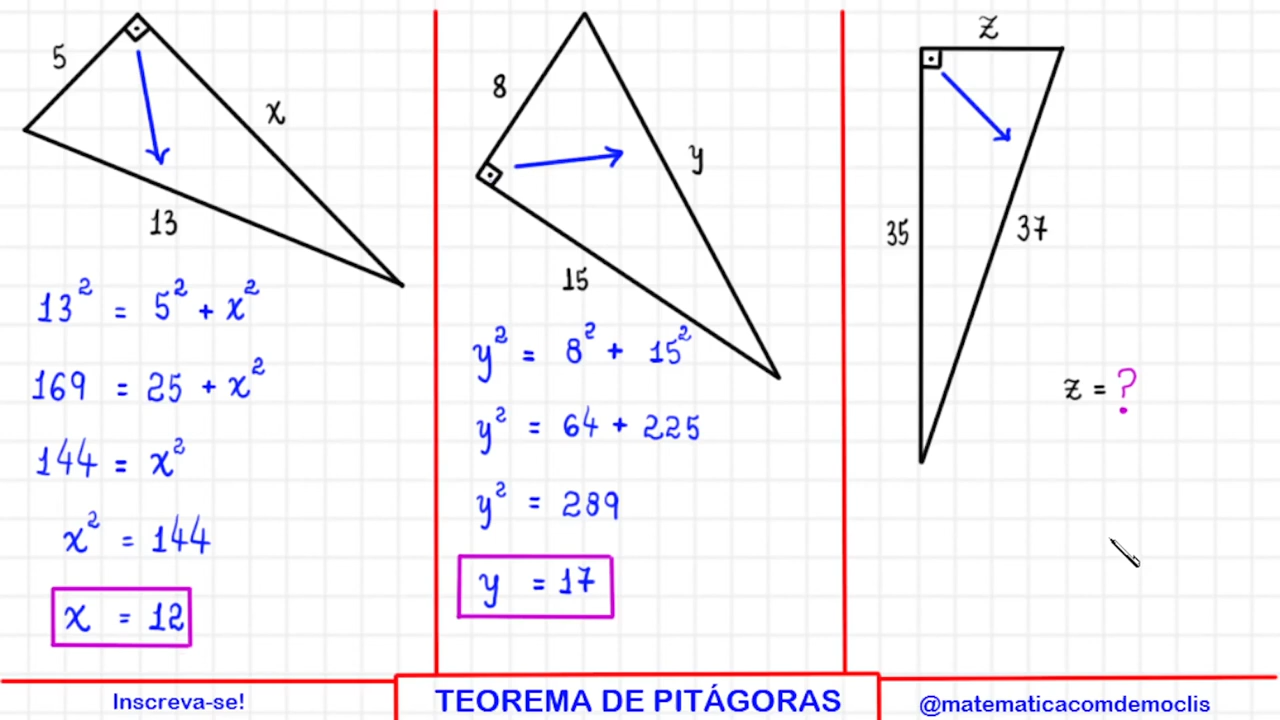 5
x
13
13² = 5² + x²
169 = 25 + x²
144 = x²
x² = 144
x = 12
8
y
15
y² = 8² + 15²
y² = 64 + 225
y² = 289
y = 17
z
35
37
z = ?
Inscreva-se!
TEOREMA DE PITÁGORAS
@matematicacomdemoclis